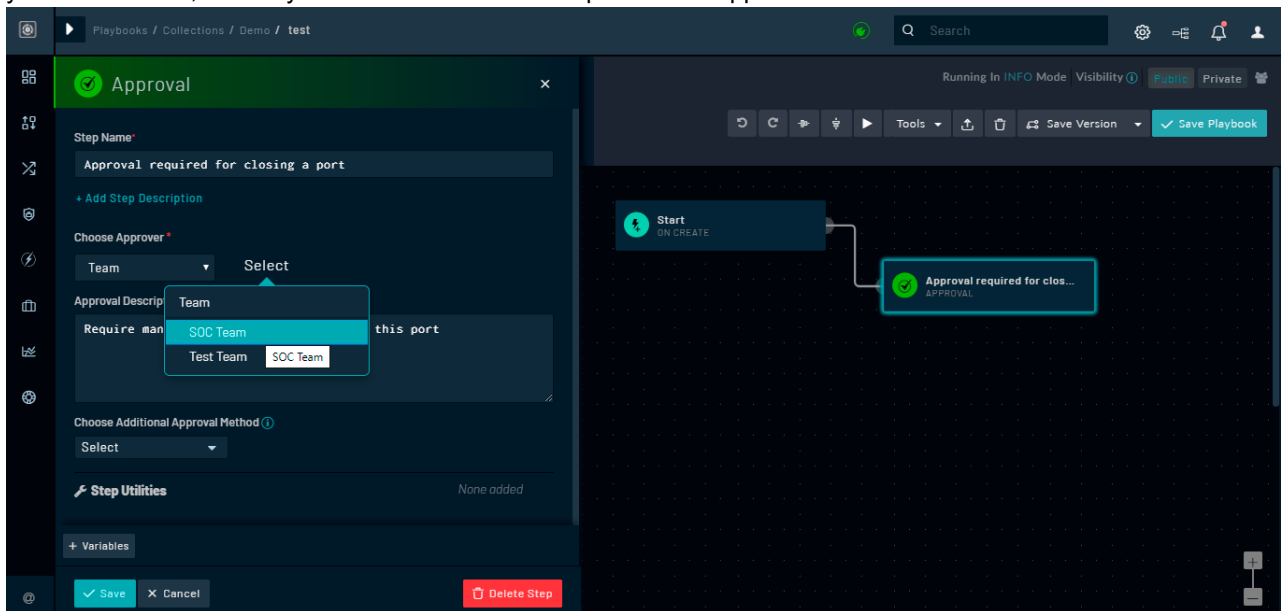 Playbooks / Collections / Demo / test
Search
Approval
Running In INFO Mode Visibility Public Private
Tools Save Version Save Playbook
Step Name*
Approval required for closing a port
+ Add Step Description
Start
ON CREATE
Choose Approver *
Team Select
Approval required for clos...
APPROVAL
Approval Descrip
Team
Require man this port
SOC Team
Test Team SOC Team
Choose Additional Approval Method
Select
Step Utilities None added
+ Variables
Save X Cancel Delete Step
@